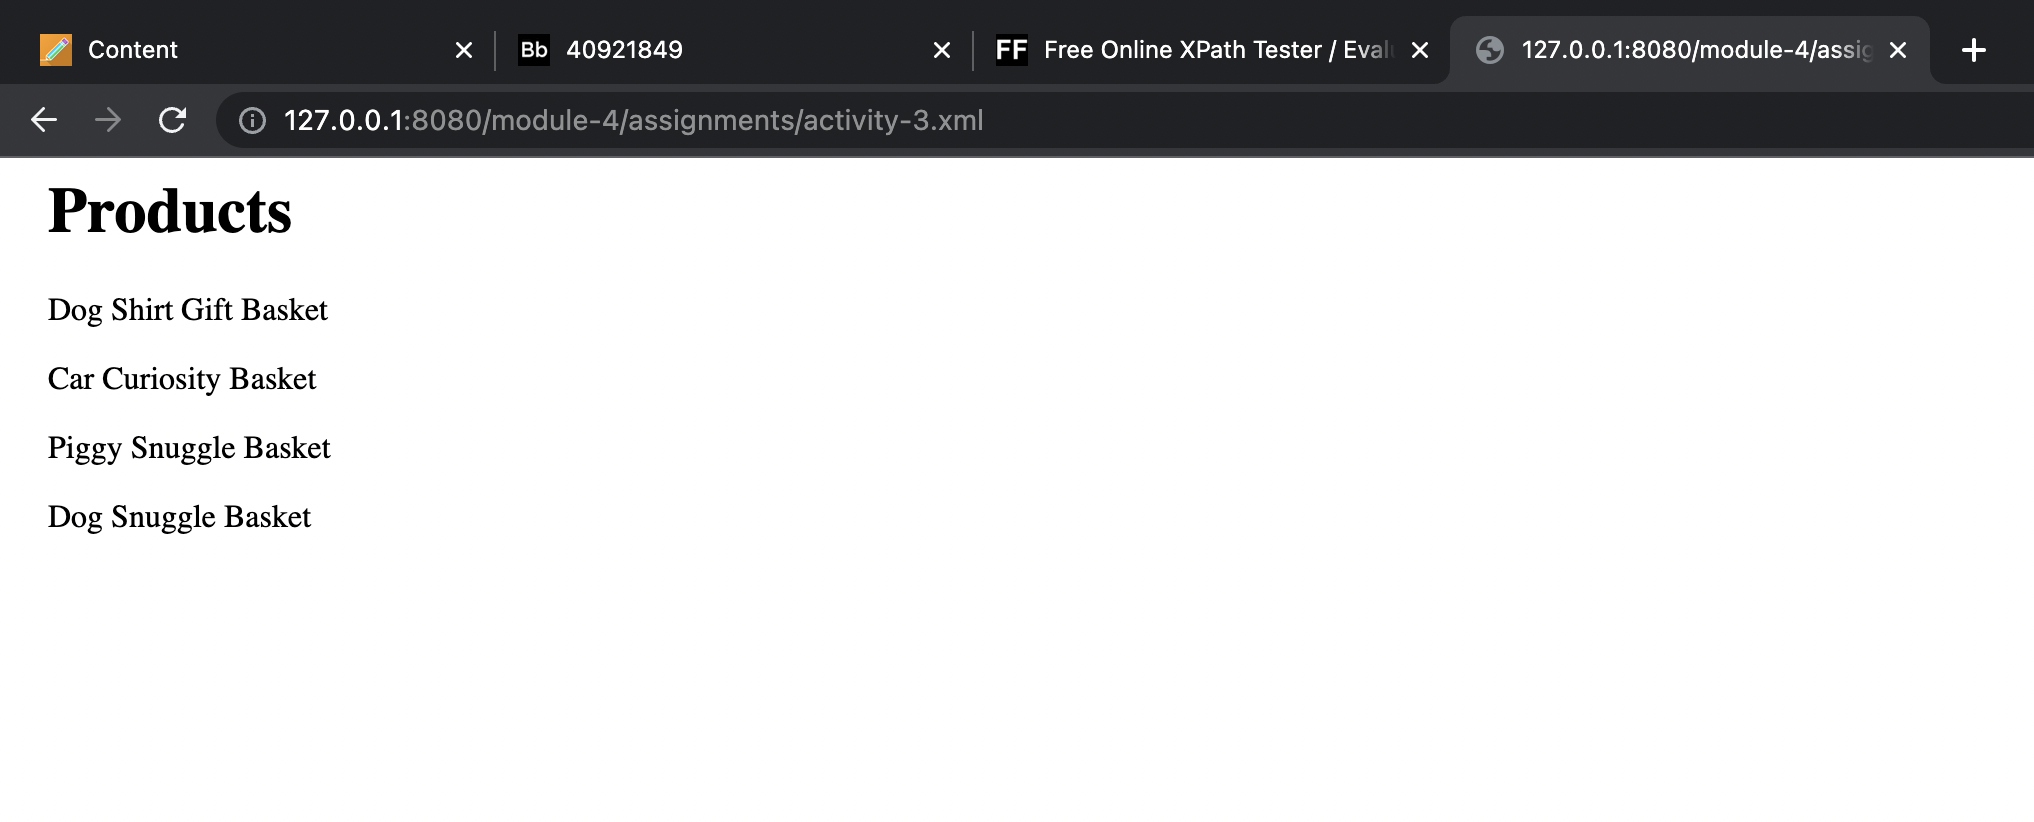 Content
Bb 40921849
FF Free Online XPath Tester / Eval
127.0.0.1:8080/module-4/assig
127.0.0.1:8080/module-4/assignments/activity-3.xml
Products
Dog Shirt Gift Basket
Car Curiosity Basket
Piggy Snuggle Basket
Dog Snuggle Basket